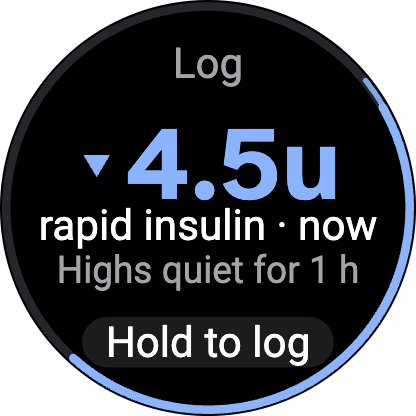 Log
4.5u
rapid insulin · now
Highs quiet for 1 h
Hold to log